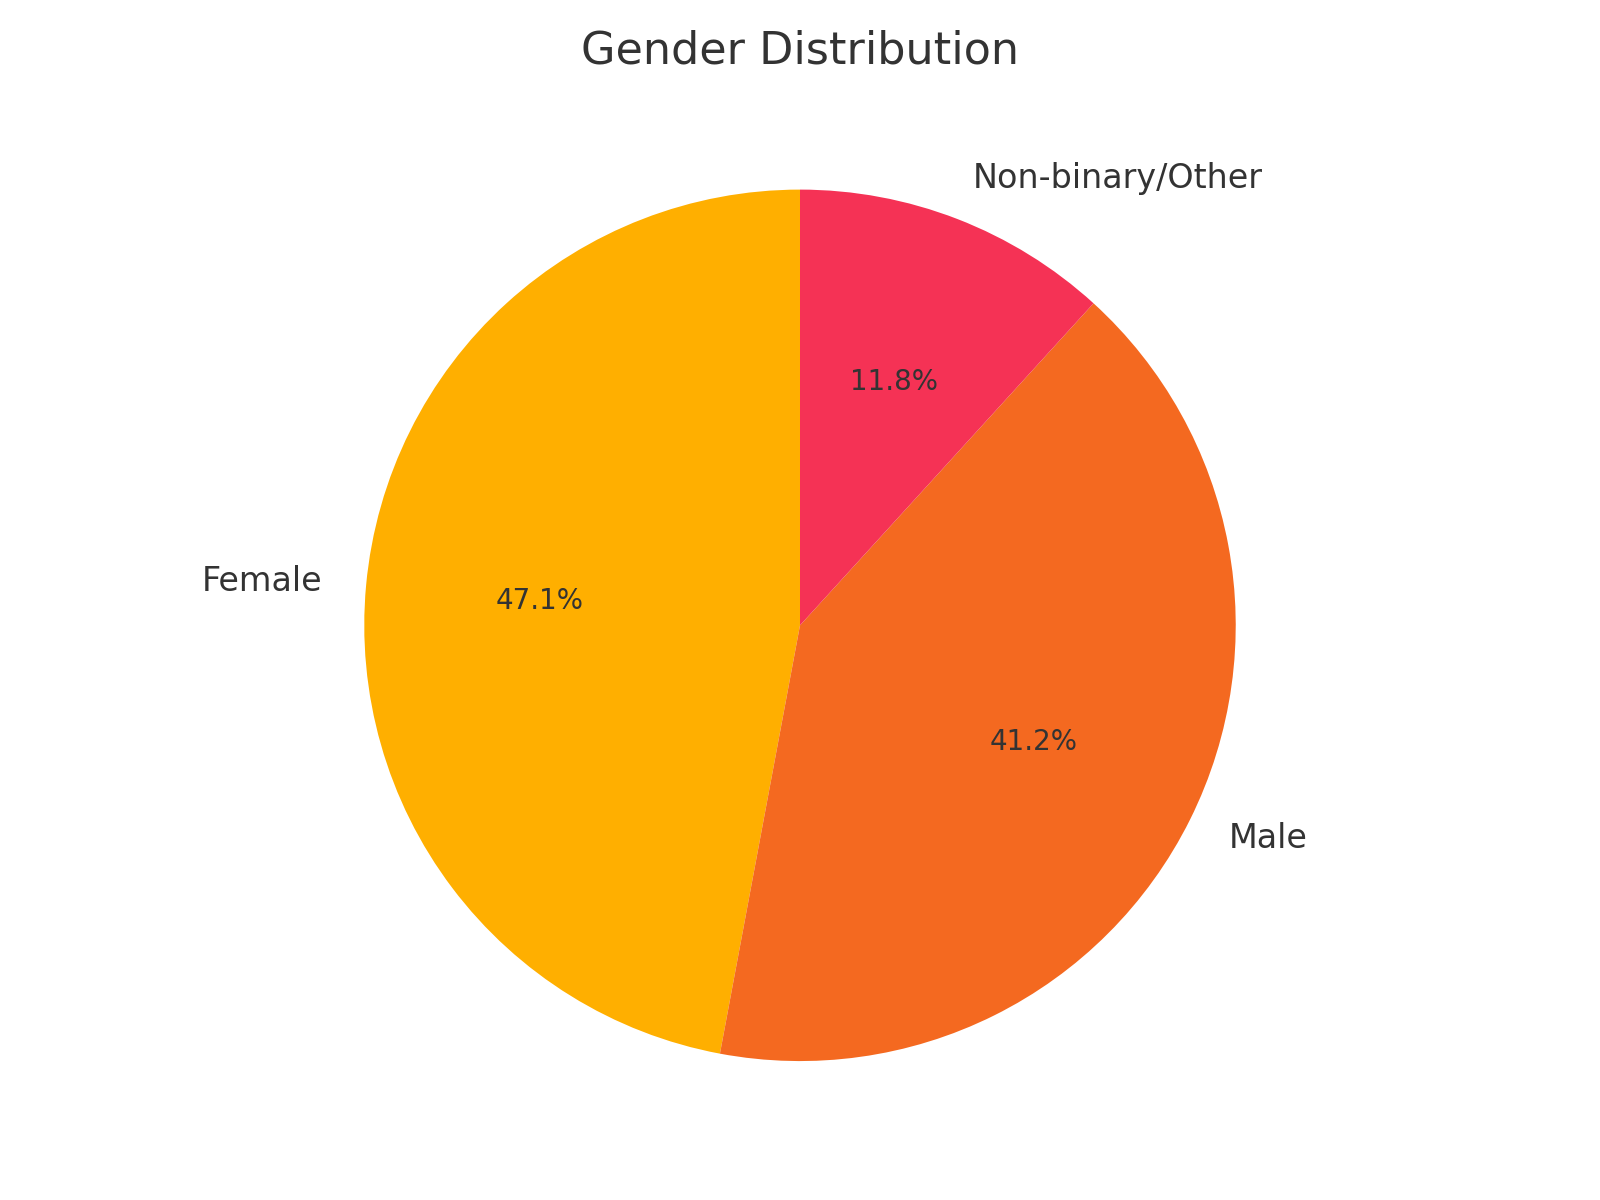 Gender Distribution
Non-binary/Other
11.8%
Female
47.1%
41.2%
Male